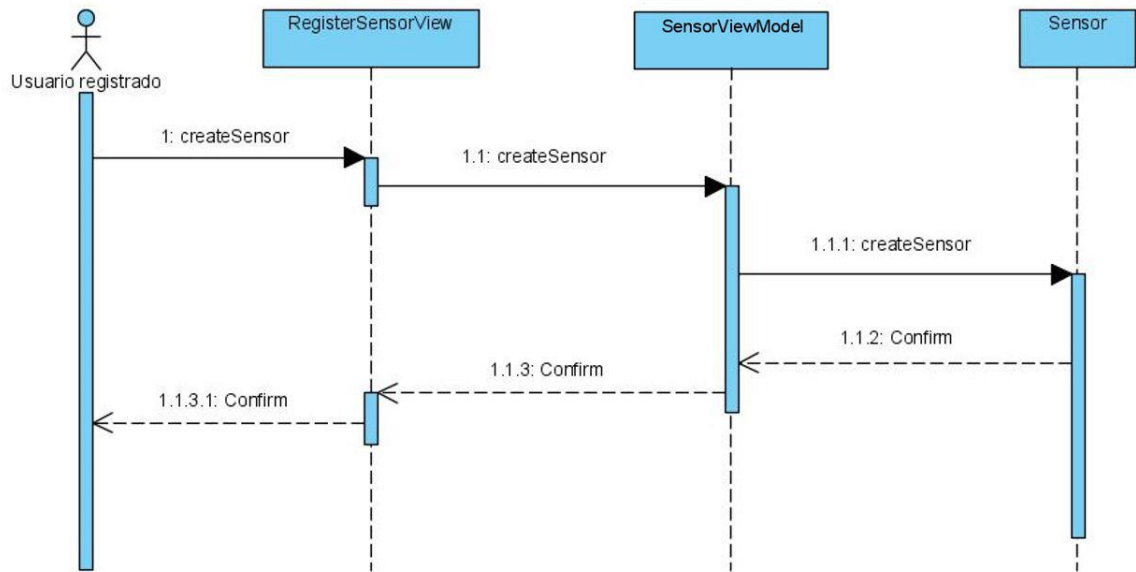 RegisterSensorView
SensorViewModel
Sensor
Usuario registrado
1: createSensor
1.1: createSensor
1.1.1: createSensor
1.1.2: Confirm
1.1.3: Confirm
1.1.3.1: Confirm